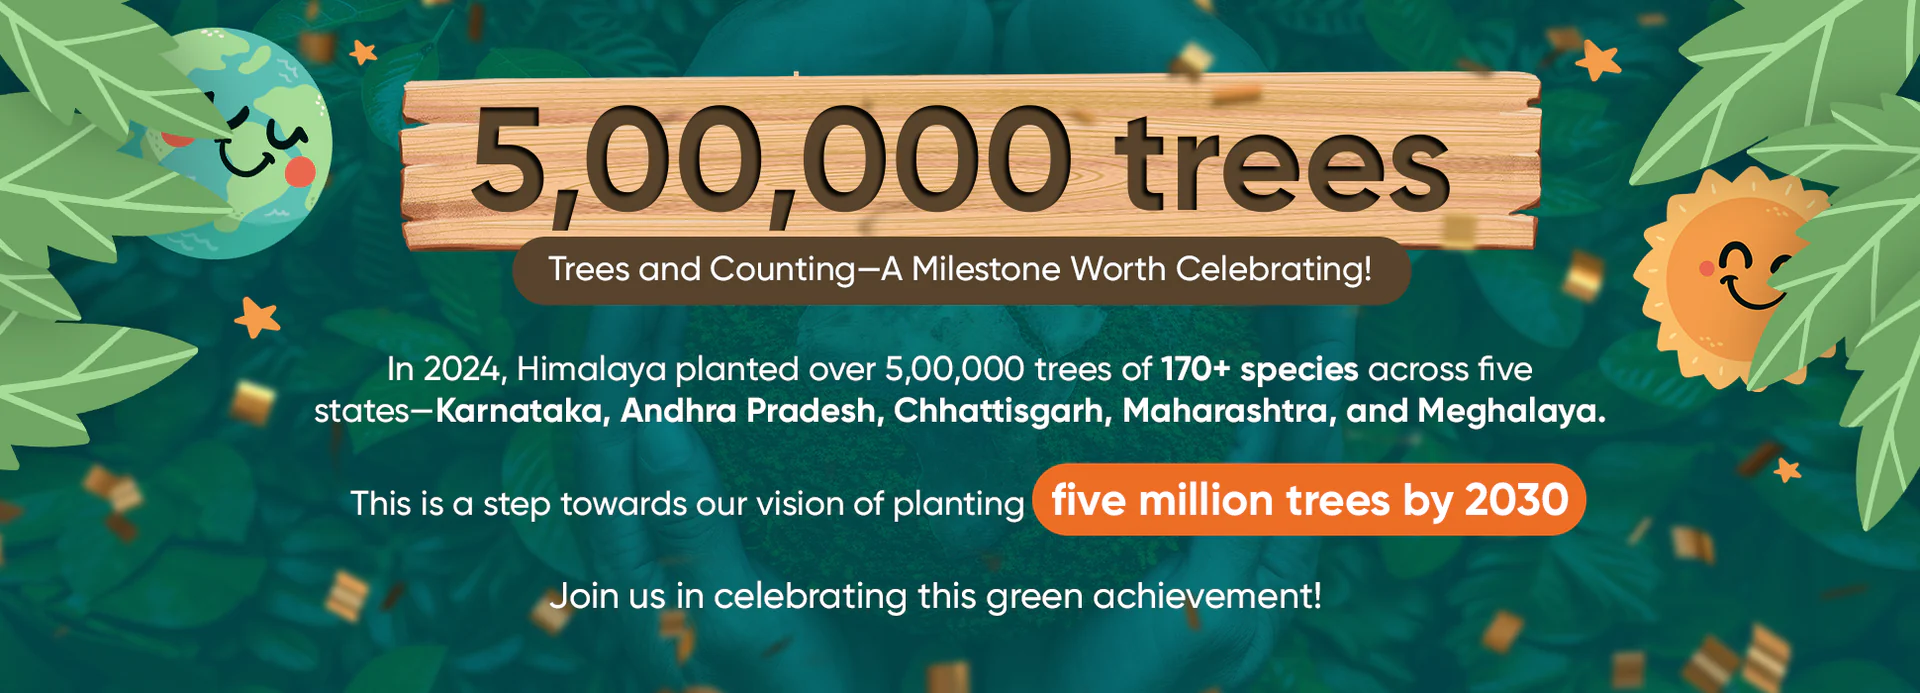 5,00,000 trees
Trees and Counting—A Milestone Worth Celebrating!
In 2024, Himalaya planted over 5,00,000 trees of 170+ species across five
states—Karnataka, Andhra Pradesh, Chhattisgarh, Maharashtra, and Meghalaya.
This is a step towards our vision of planting five million trees by 2030
Join us in celebrating this green achievement!